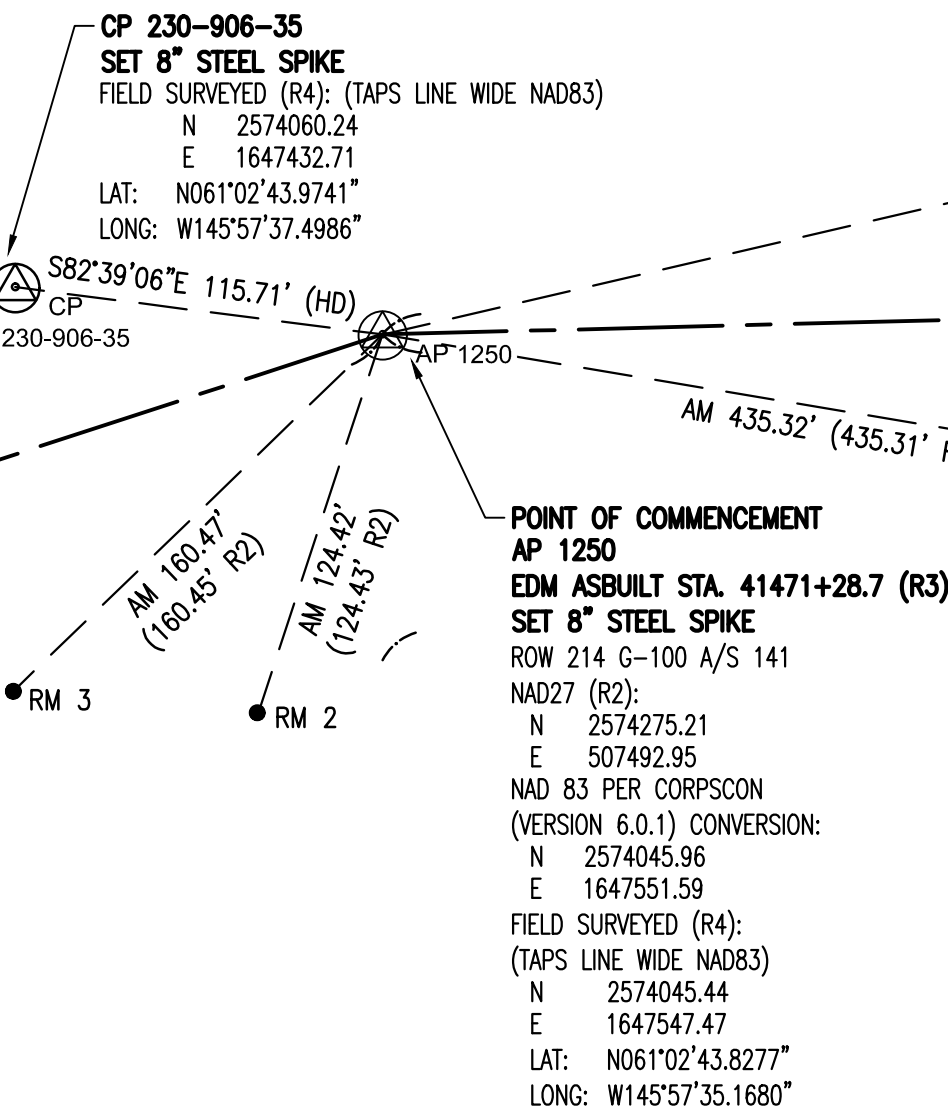 CP 230-906-35
SET 8" STEEL SPIKE
FIELD SURVEYED (R4): (TAPS LINE WIDE NAD83)
N 2574060.24
E 1647432.71
LAT: N061°02'43.9741"
LONG: W145°57'37.4986"
S82°39'06"E 115.71' (HD)
CP
230-906-35
AP 1250
AM 435.32' (435.31'
AM 160.47'
(160.45' R2)
AM 124.42'
(124.43' R2)
RM 3
RM 2
POINT OF COMMENCEMENT
AP 1250
EDM ASBUILT STA. 41471+28.7 (R3)
SET 8" STEEL SPIKE
ROW 214 G-100 A/S 141
NAD27 (R2):
N 2574275.21
E 507492.95
NAD 83 PER CORPSCON
(VERSION 6.0.1) CONVERSION:
N 2574045.96
E 1647551.59
FIELD SURVEYED (R4):
(TAPS LINE WIDE NAD83)
N 2574045.44
E 1647547.47
LAT: N061°02'43.8277"
LONG: W145°57'35.1680"